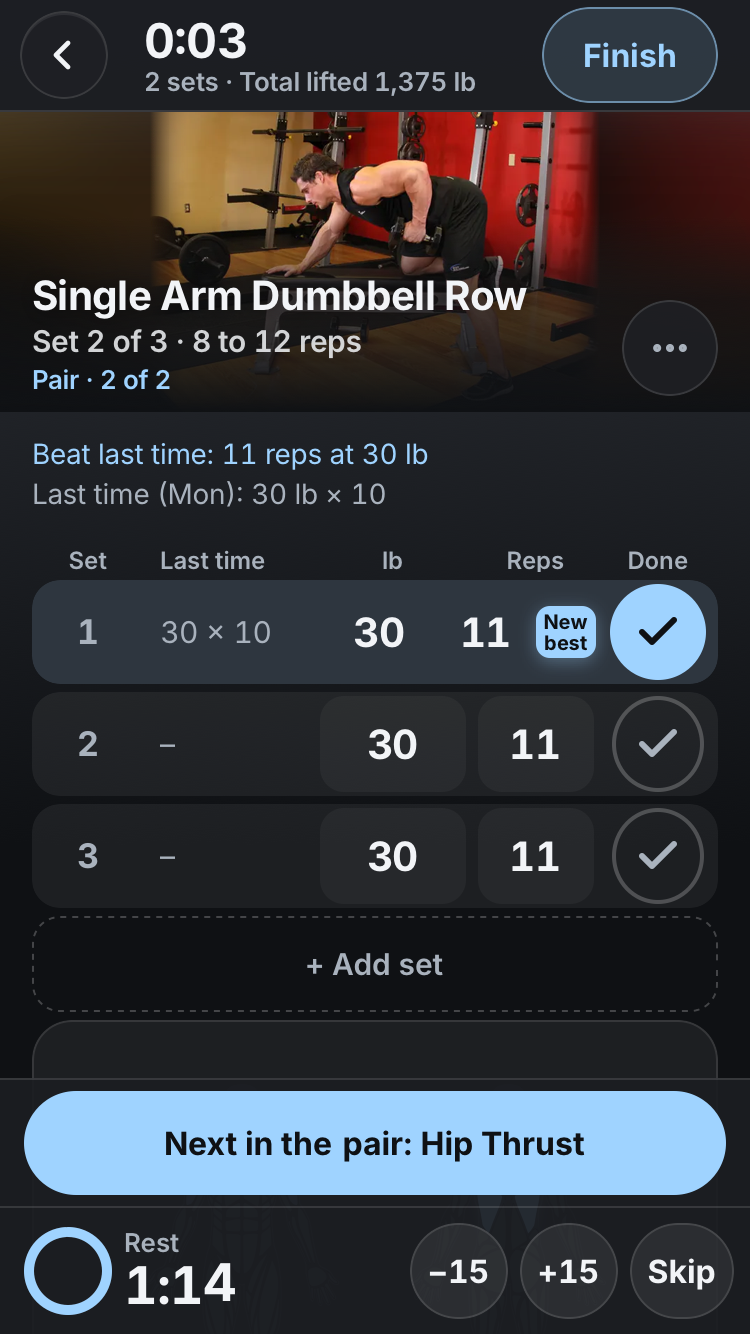 0:03
2 sets · Total lifted 1,375 lb
Finish
Single Arm Dumbbell Row
Set 2 of 3 · 8 to 12 reps
Pair · 2 of 2
Beat last time: 11 reps at 30 lb
Last time (Mon): 30 lb × 10
Set Last time lb Reps Done
1 30 × 10 30 11 New best
2 – 30 11
3 – 30 11
+ Add set
Next in the pair: Hip Thrust
Rest
1:14
−15 +15 Skip